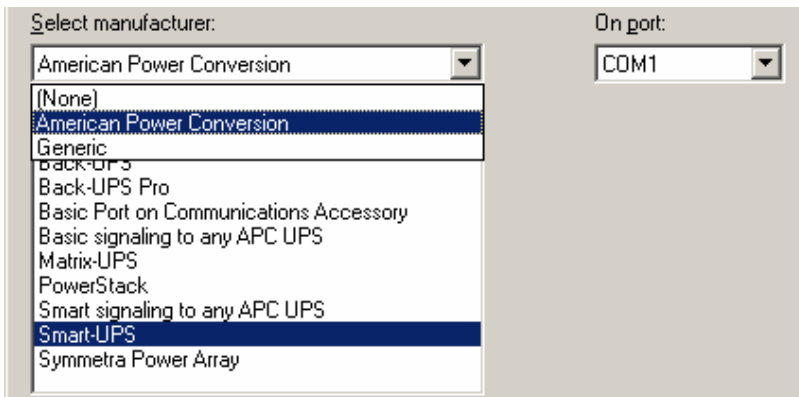 Select manufacturer:
On port:
American Power Conversion
COM1
(None)
American Power Conversion
Generic
Back-UPS
Back-UPS Pro
Basic Port on Communications Accessory
Basic signaling to any APC UPS
Matrix-UPS
PowerStack
Smart signaling to any APC UPS
Smart-UPS
Symmetra Power Array